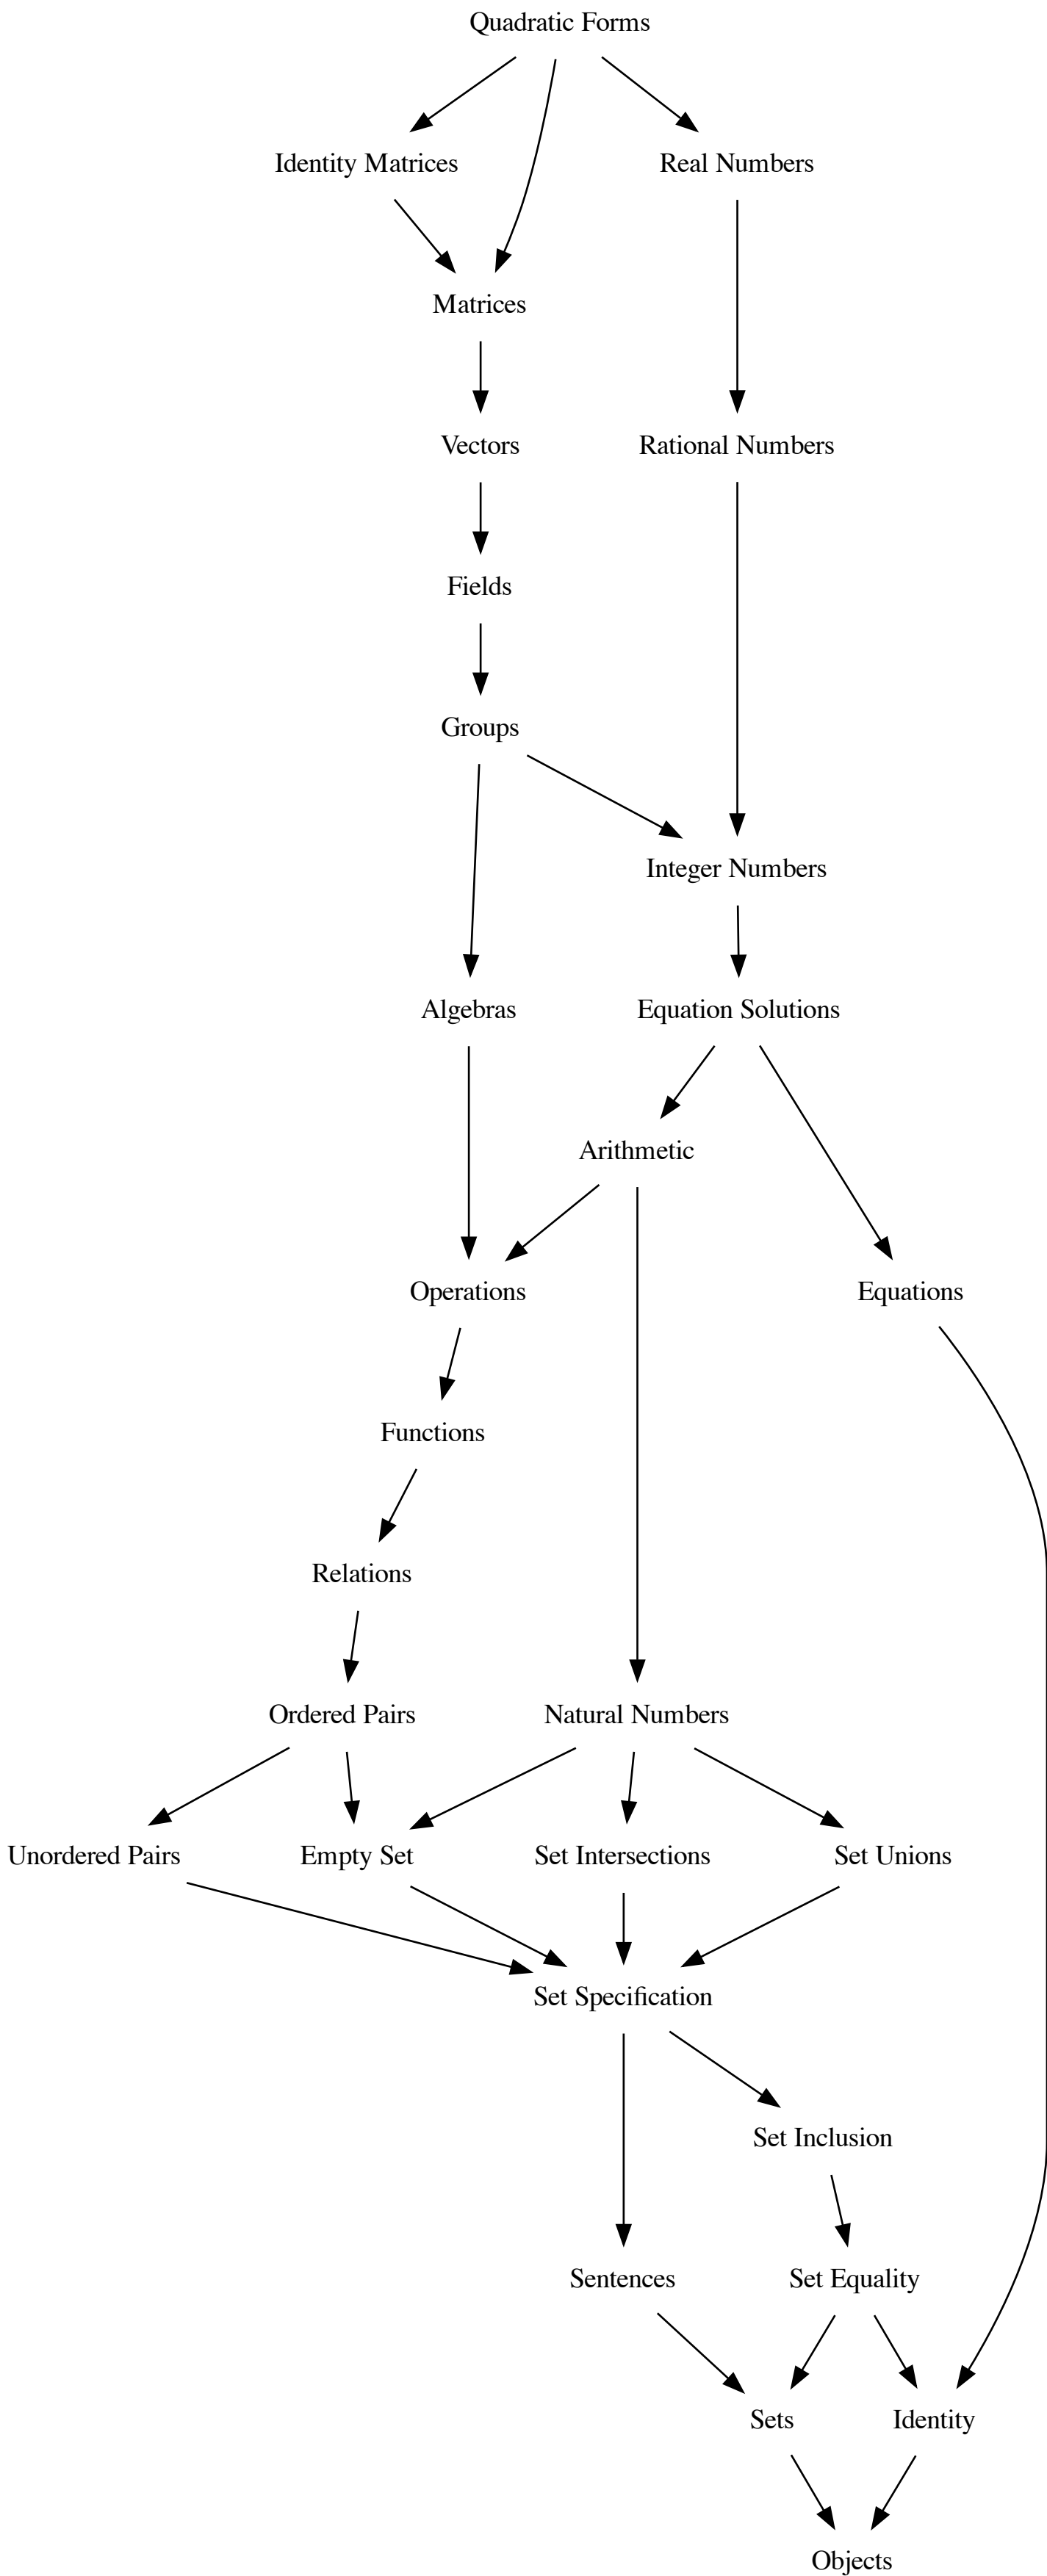 Quadratic Forms
Identity Matrices
Real Numbers
Matrices
Vectors
Rational Numbers
Fields
Groups
Integer Numbers
Algebras
Equation Solutions
Arithmetic
Operations
Equations
Functions
Relations
Ordered Pairs
Natural Numbers
Unordered Pairs
Empty Set
Set Intersections
Set Unions
Set Specification
Set Inclusion
Sentences
Set Equality
Sets
Identity
Objects